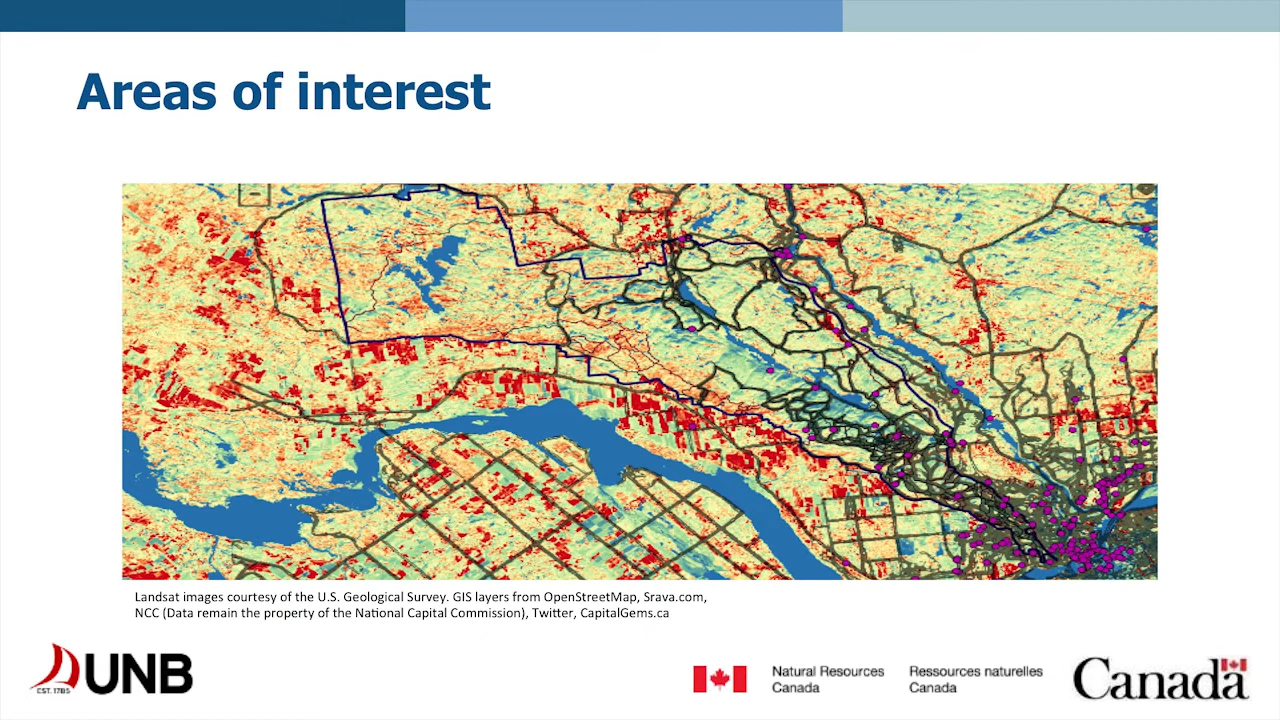 Areas of interest
Landsat images courtesy of the U.S. Geological Survey. GIS layers from OpenStreetMap, Srava.com,
NCC (Data remain the property of the National Capital Commission), Twitter, CapitalGems.ca
EST. 1785
UNB
Natural Resources
Canada
Ressources naturelles
Canada
Canada